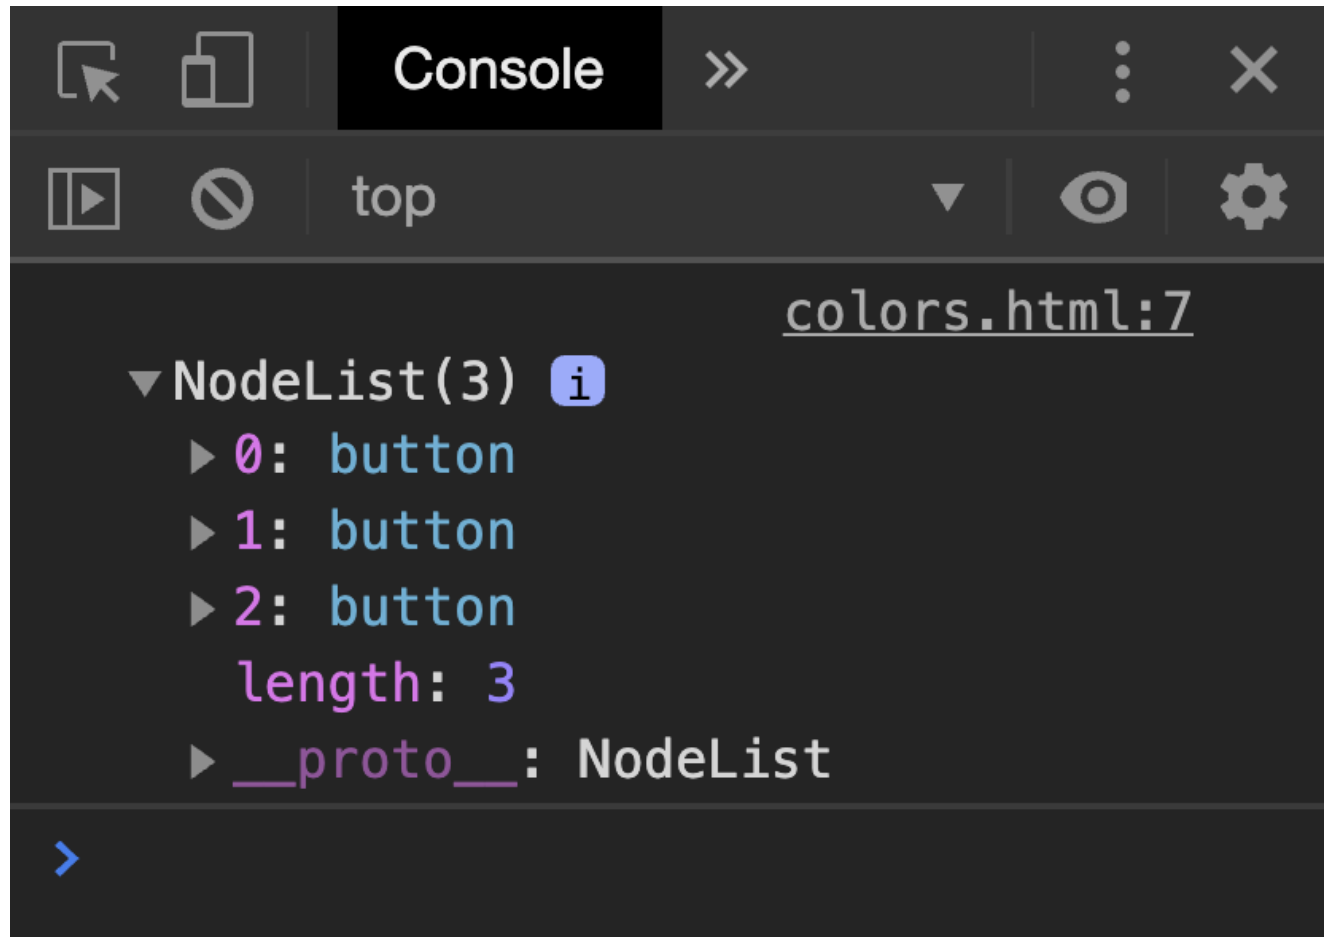 Console
top
colors.html:7
NodeList(3) i
0: button
1: button
2: button
length: 3
__proto__: NodeList